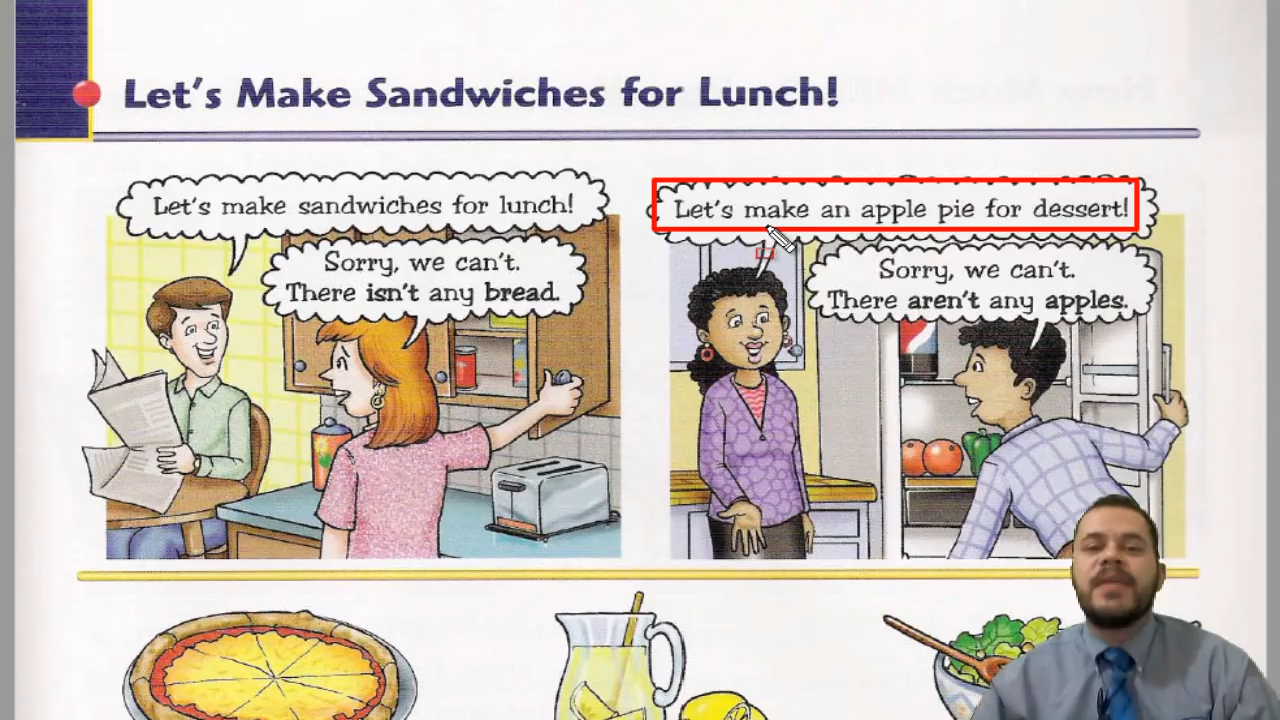 Let's Make Sandwiches for Lunch!
Let's make sandwiches for lunch!
Sorry, we can't.
There isn't any bread.
Let's make an apple pie for dessert!
Sorry, we can't.
There aren't any apples.